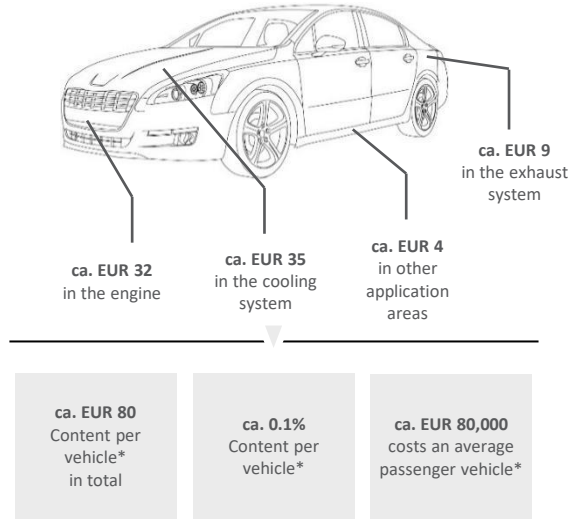 ca. EUR 9
in the exhaust
system
ca. EUR 32
in the engine
ca. EUR 35
in the cooling
system
ca. EUR 4
in other
application
areas
ca. EUR 80
Content per
vehicle*
in total
ca. 0.1%
Content per
vehicle*
ca. EUR 80,000
costs an average
passenger vehicle*